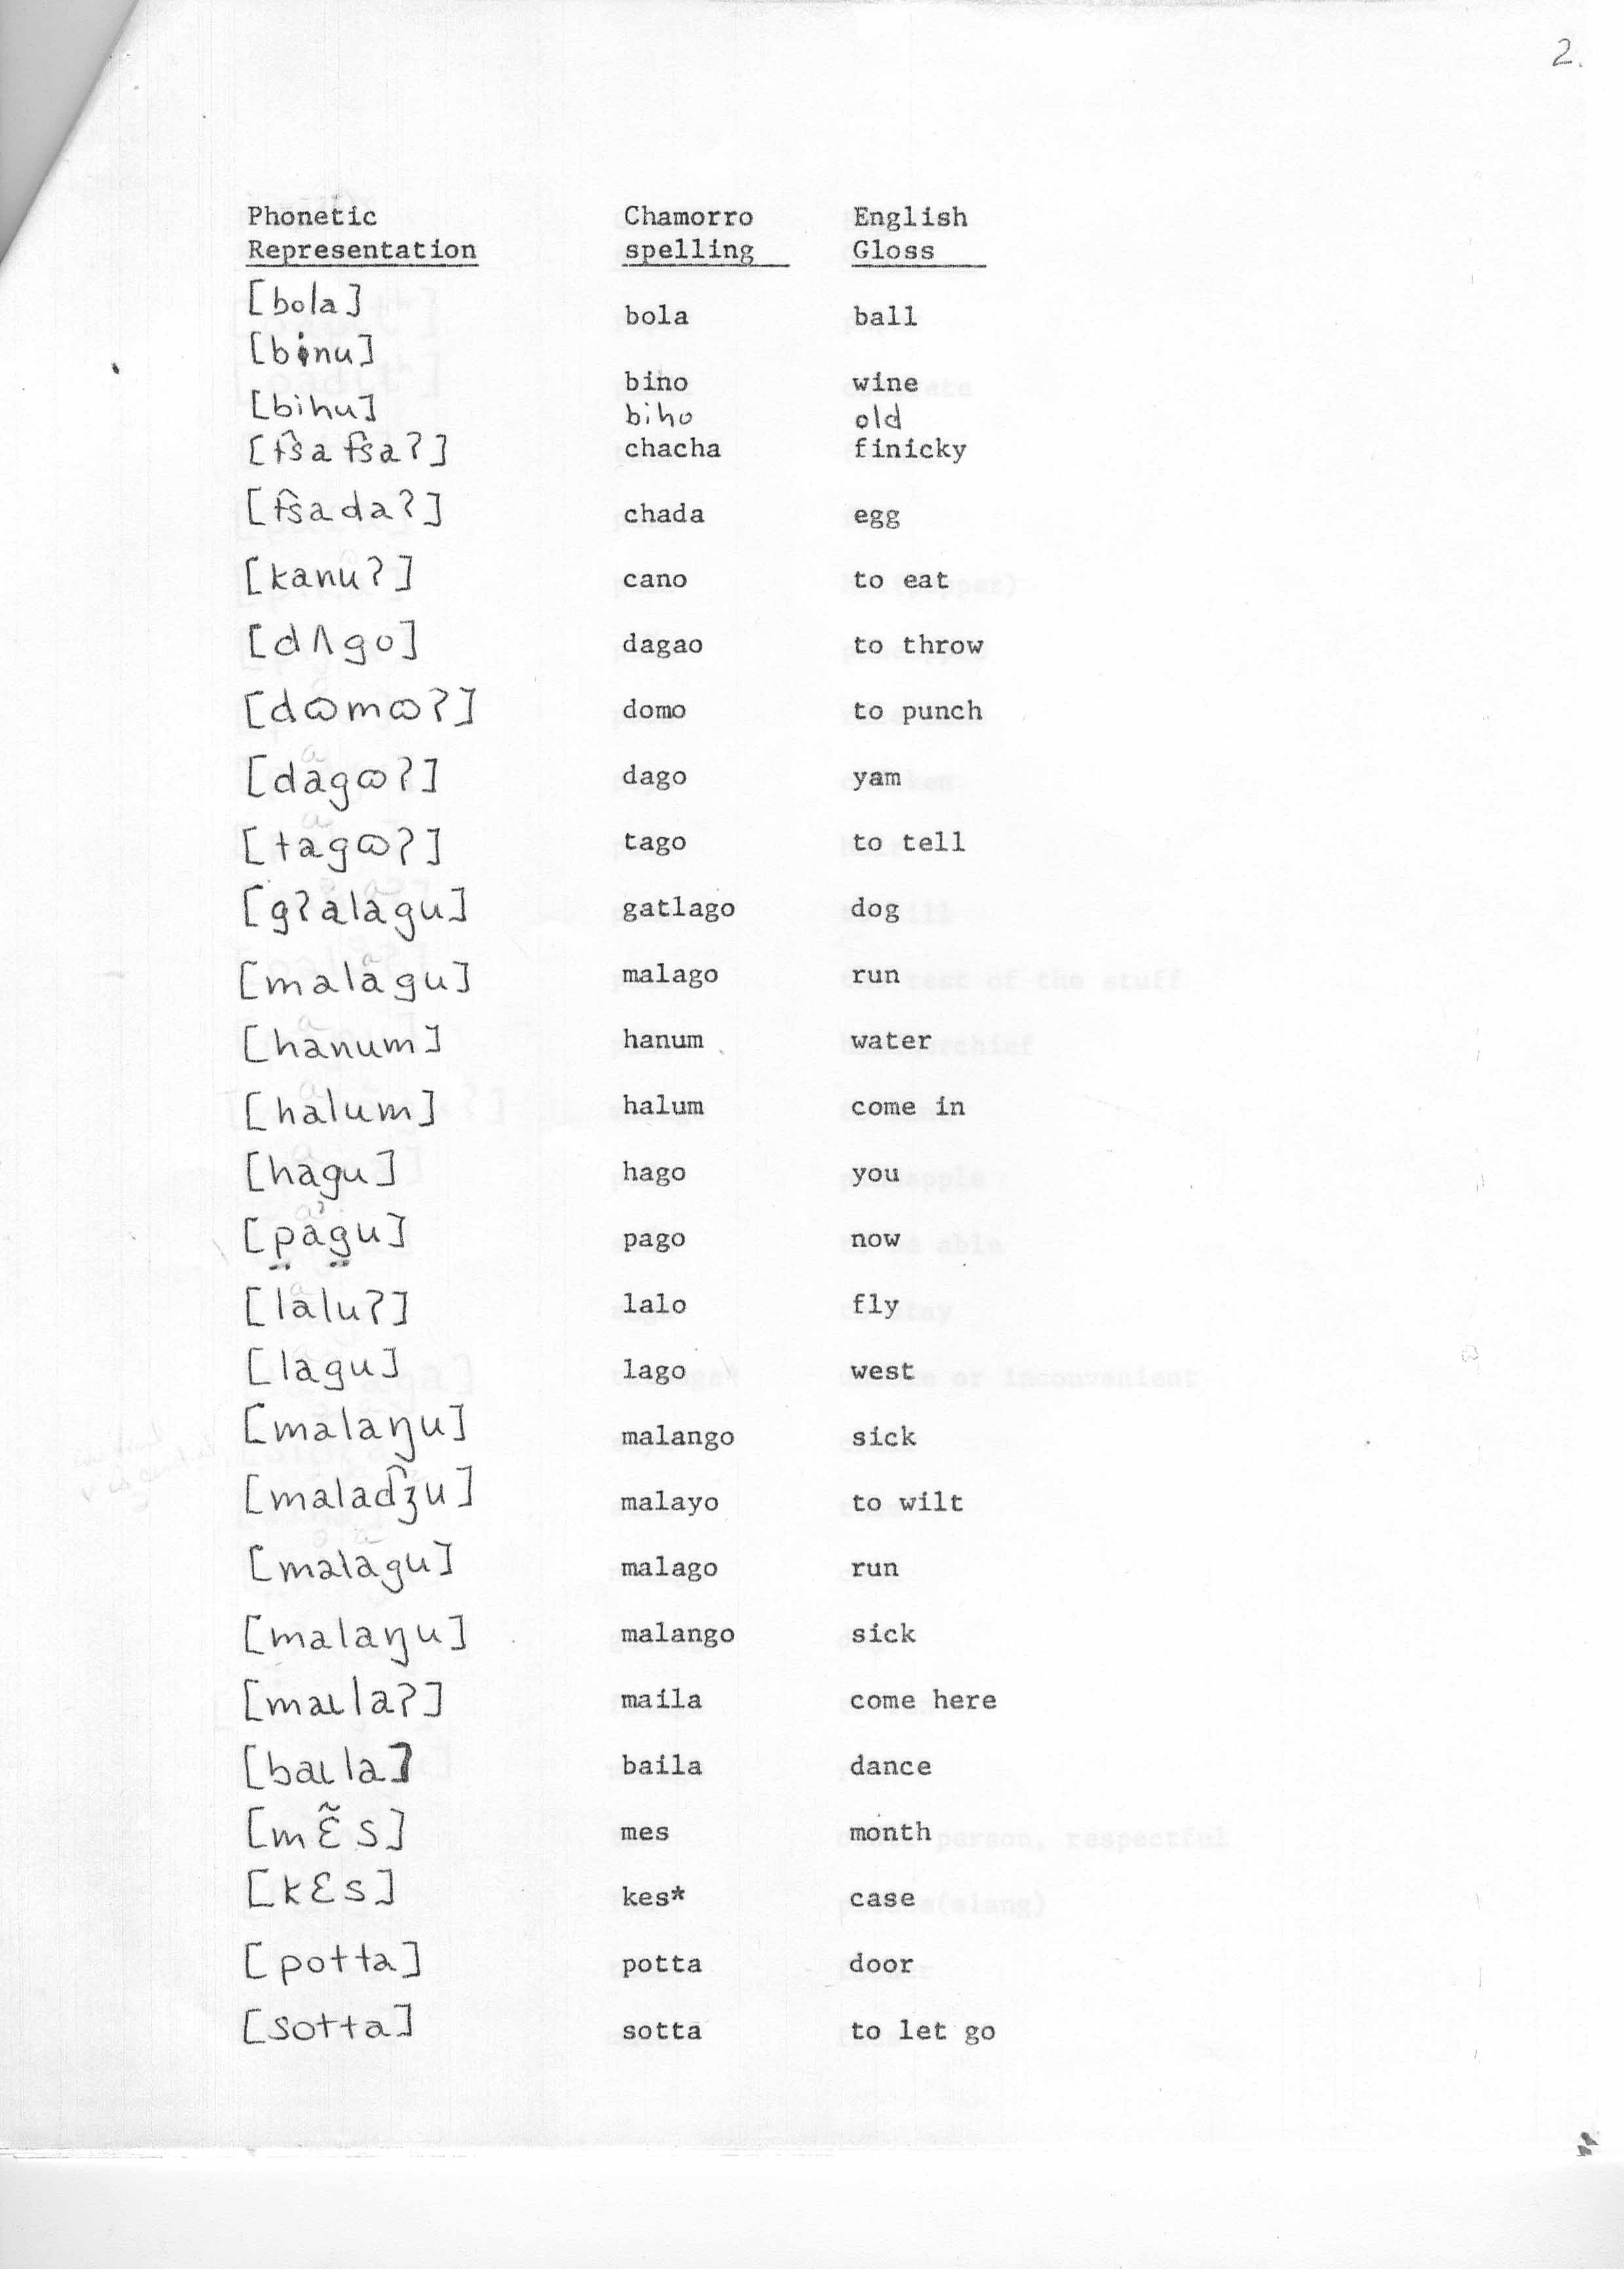 2.
Phonetic Chamorro English
Representation spelling Gloss
[bola] bola ball
[binu] bino wine
[bihu] biho old
[t͡sat͡saʔ] chacha finicky
[t͡sadaʔ] chada egg
[kanuʔ] cano to eat
[dʌgo] dagao to throw
[dɷmɷʔ] domo to punch
[dagɷʔ] dago yam
[tagɷʔ] tago to tell
[gʔalagu] gatlago dog
[malagu] malago run
[hanum] hanum water
[halum] halum come in
[hagu] hago you
[p̤ag̤u] pago now
[laluʔ] lalo fly
[lagu] lago west
[malaŋu] malango sick
[malad͡ʒu] malayo to wilt
[malagu] malago run
[malaŋu] malango sick
[maɩlaʔ] maila come here
[baɩla] baila dance
[mɛ̃s] mes month
[kɛs] kes* case
[potta] potta door
[sotta] sotta to let go